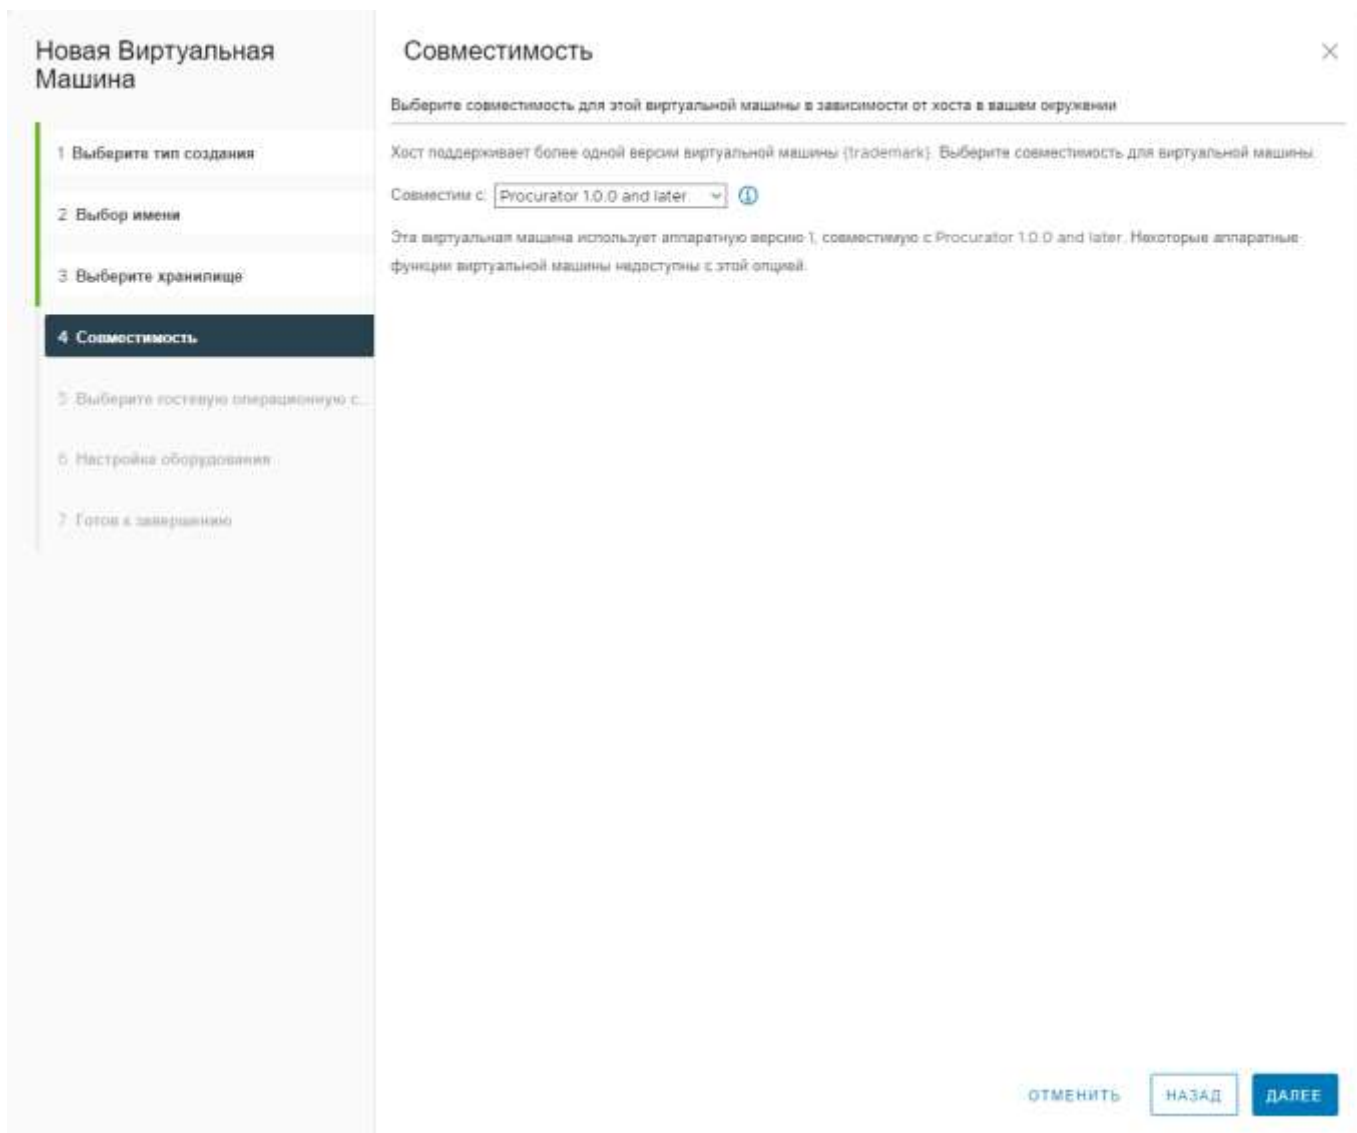 Новая Виртуальная
Машина
1 Выберите тип создания
2 Выбор имени
3 Выберите хранилище
4 Совместимость
5 Выберите гостевую операционную с...
6 Настройка оборудования
7 Готов к завершению
Совместимость
Выберите совместимость для этой виртуальной машины в зависимости от хоста в вашем окружении
Хост поддерживает более одной версии виртуальной машины (trademark). Выберите совместимость для виртуальной машины.
Совместим с: Procurator 1.0.0 and later
Эта виртуальная машина использует аппаратную версию 1, совместимую с Procurator 1.0.0 and later. Некоторые аппаратные
функции виртуальной машины недоступны с этой опцией.
ОТМЕНИТЬ НАЗАД ДАЛЕЕ